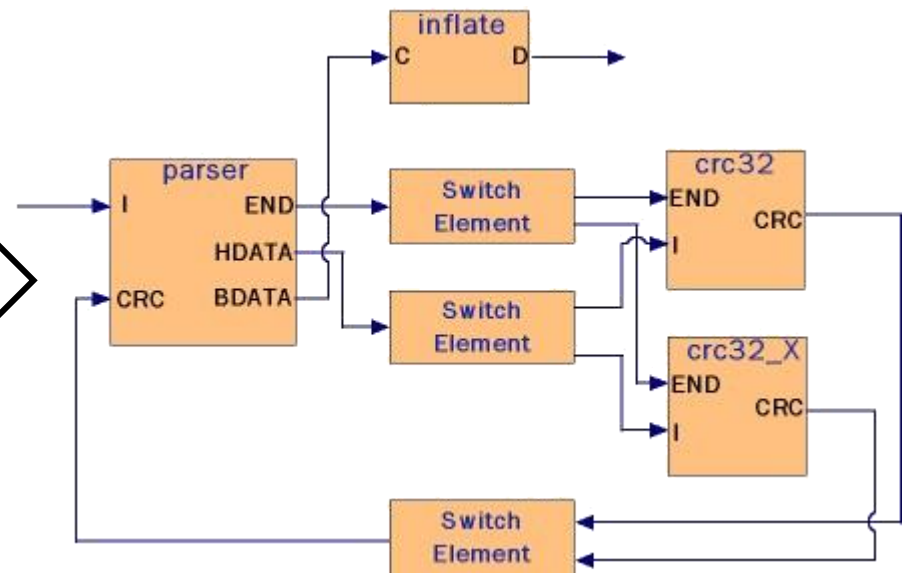 inflate
C D
parser
I END
HDATA
CRC BDATA
Switch
Element
Switch
Element
crc32
END
CRC
I
crc32_X
END
CRC
I
Switch
Element